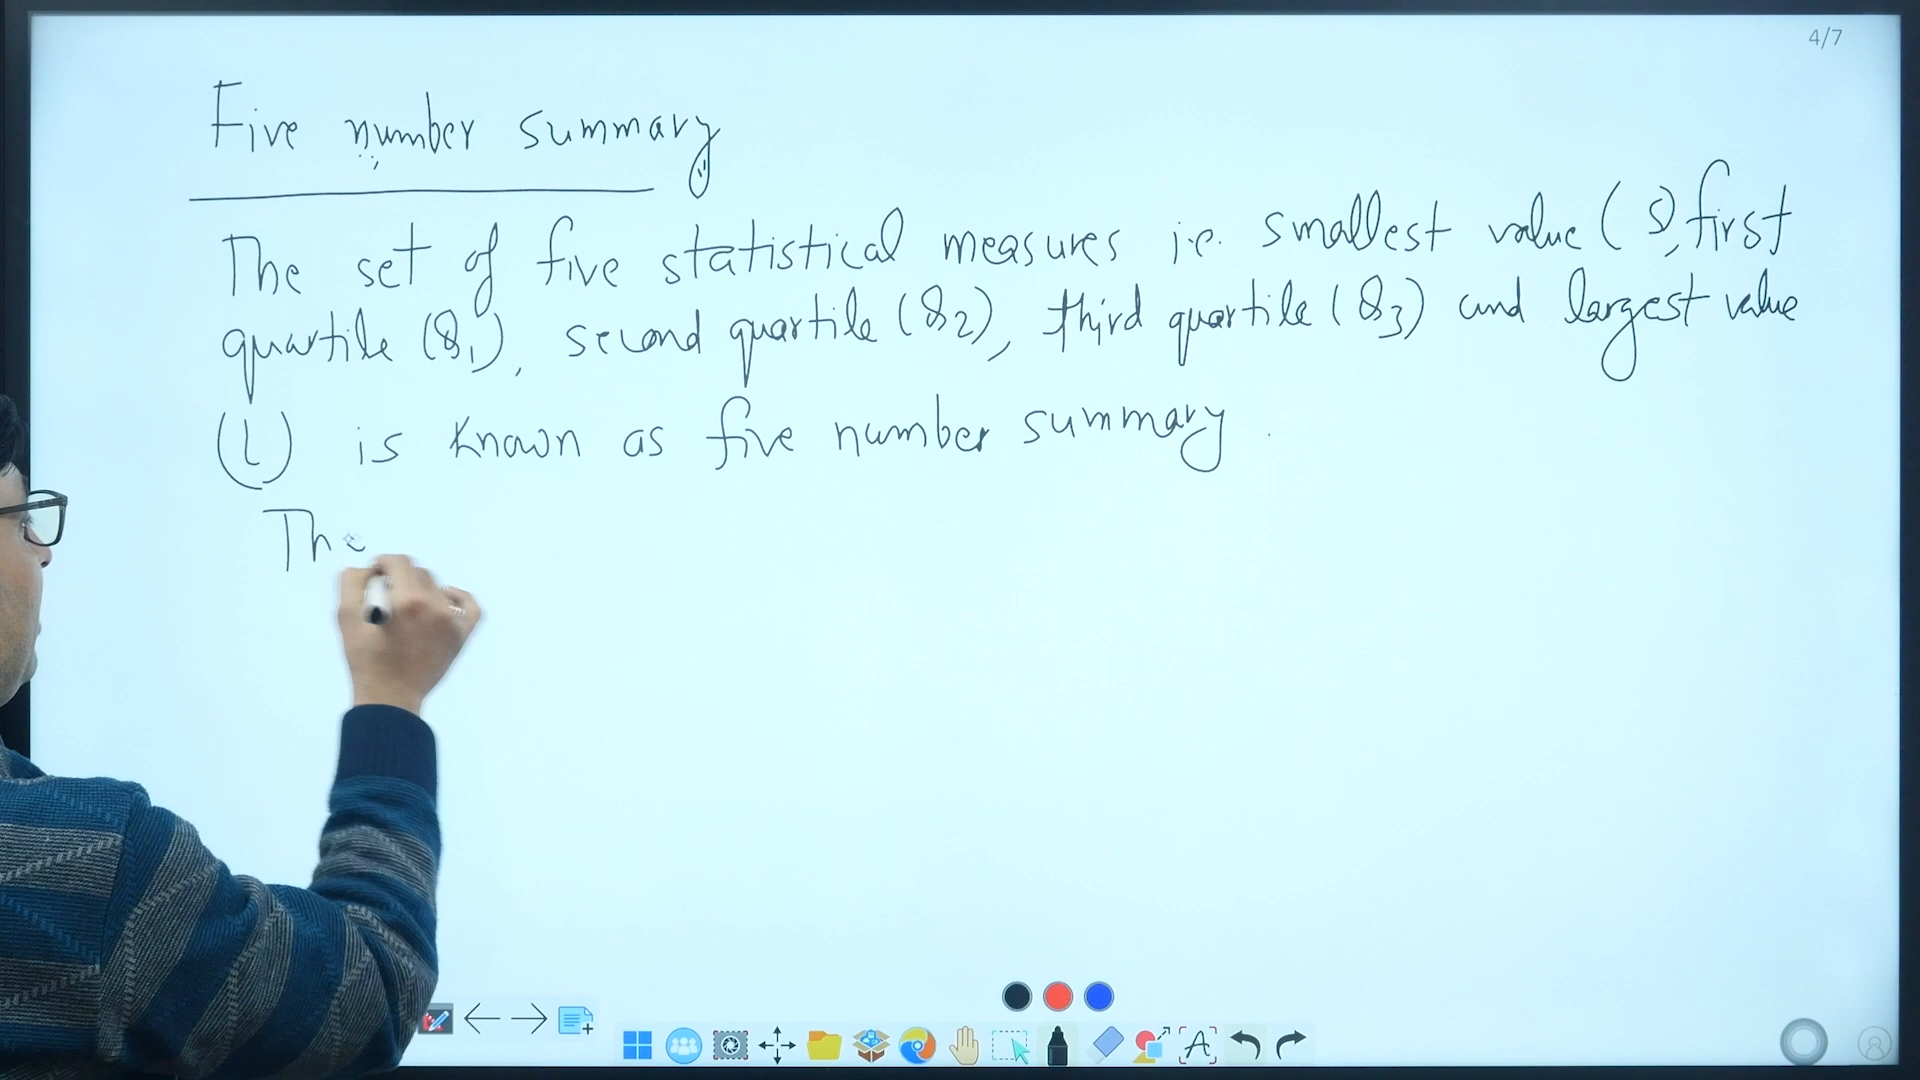 4/7
Five number summary
The set of five statistical measures i.e. smallest value (S), first
quartile (Q₁), second quartile (Q₂), third quartile (Q₃) and largest value
(L) is known as five number summary.
The